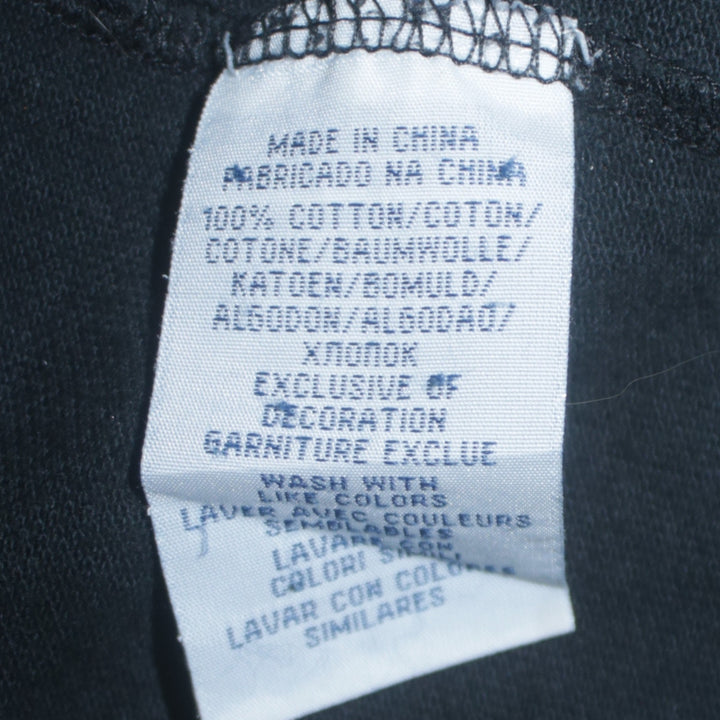 MADE IN CHINA
FABRICADO NA CHINA
100% COTTON/COTON/
COTONE/BAUMWOLLE/
KATOEN/BOMULD/
ALGODON/ALGODAO/
ХЛОПОК
EXCLUSIVE OF
DECORATION
GARNITURE EXCLUE
WASH WITH
LIKE COLORS
LAVER AVEC COULEURS
SEMBLABLES
LAVARE CON
COLORI
LAVAR CON COLORES
SIMILARES